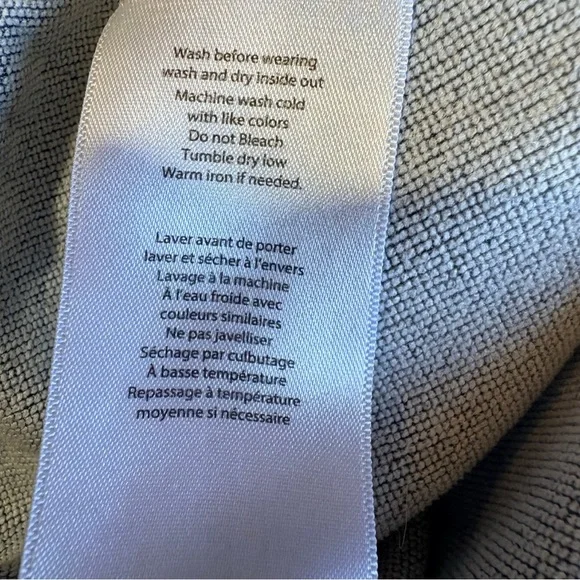 Wash before wearing
wash and dry inside out
Machine wash cold
with like colors
Do not Bleach
Tumble dry low
Warm iron if needed.
Laver avant de porter
laver et sécher à l'envers
Lavage à la machine
À l'eau froide avec
couleurs similaires
Ne pas javelliser
Séchage par culbutage
À basse température
Repassage à température
moyenne si nécessaire